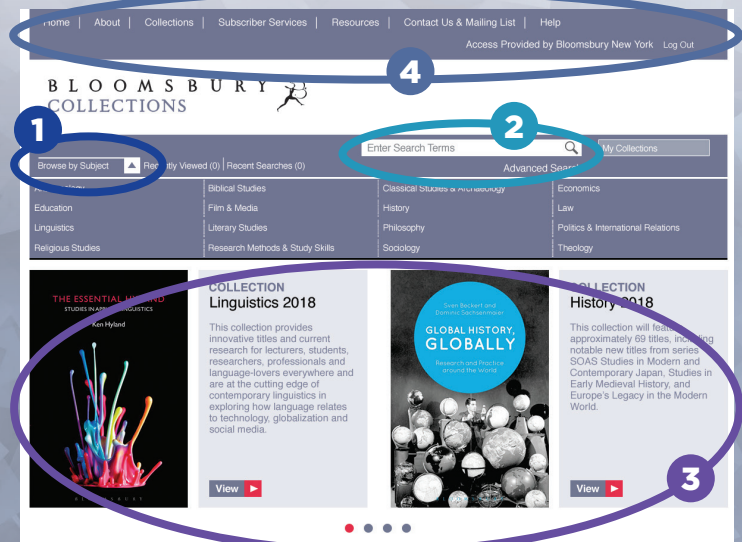 Home | About | Collections | Subscriber Services | Resources | Contact Us & Mailing List | Help
Access Provided by Bloomsbury New York Log Out
4
BLOOMSBURY
COLLECTIONS
1
2
Enter Search Terms
My Collections
Browse by Subject Recently Viewed (0) | Recent Searches (0)
Advanced Search
Biblical Studies Classical Studies & Archaeology Economics
Education Film & Media History Law
Linguistics Literary Studies Philosophy Politics & International Relations
Religious Studies Research Methods & Study Skills Sociology Theology
THE ESSENTIAL HYLAND
STUDIES IN APPLIED LINGUISTICS
Ken Hyland
BLOOMSBURY
COLLECTION
Linguistics 2018
This collection provides
innovative titles and current
research for lecturers, students,
researchers, professionals and
language-lovers everywhere and
are at the cutting edge of
contemporary linguistics in
exploring how language relates
to technology, globalization and
social media.
View
Sven Beckert and
Dominic Sachsenmaier
GLOBAL HISTORY,
GLOBALLY
Research and Practice
around the World
COLLECTION
History 2018
This collection will feature
approximately 69 titles, including
notable new titles from series
SOAS Studies in Modern and
Contemporary Japan, Studies in
Early Medieval History, and
Europe's Legacy in the Modern
World.
View
3